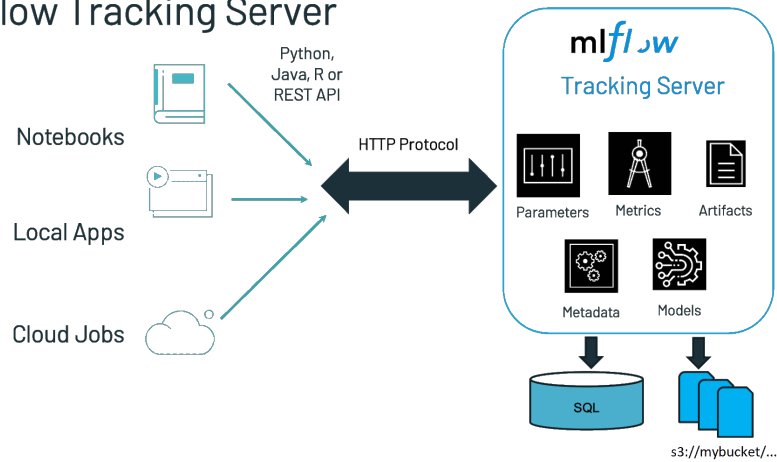 low Tracking Server
Python,
Java, R or
REST API
Notebooks
Local Apps
Cloud Jobs
HTTP Protocol
mlflow
Tracking Server
Parameters
Metrics
Artifacts
Metadata
Models
SQL
s3://mybucket/...